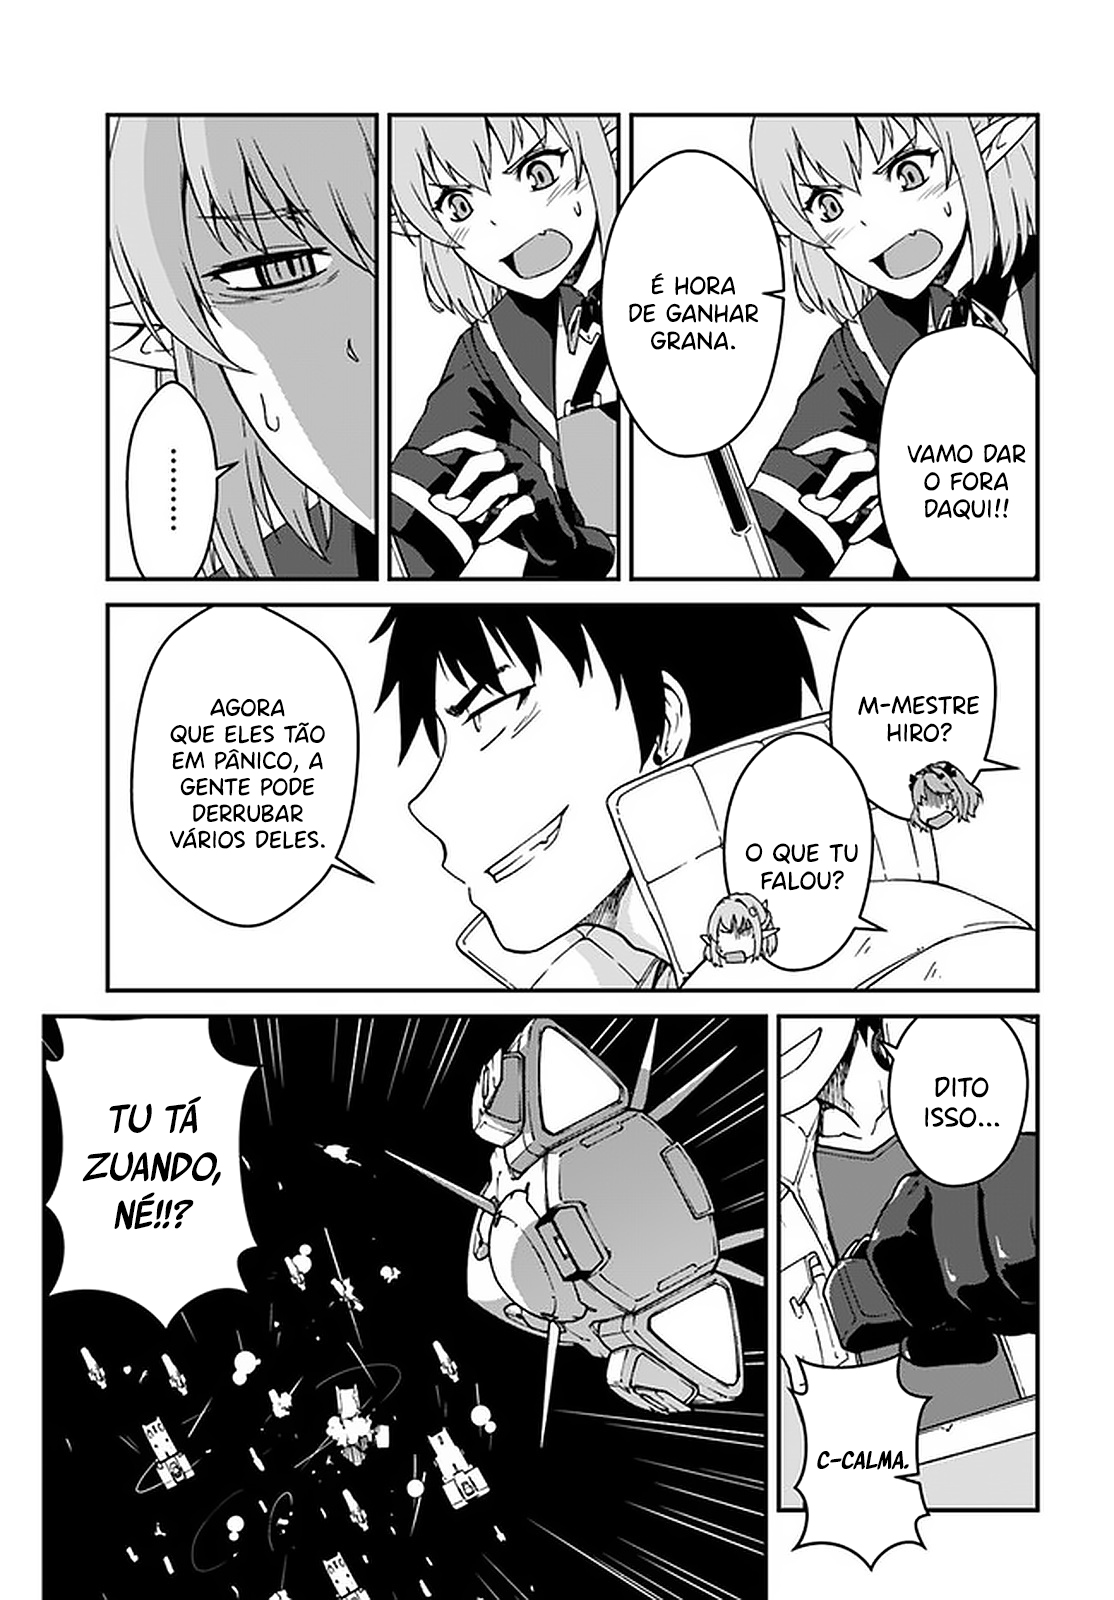 VAMO DAR
O FORA
DAQUI!!
É HORA
DE GANHAR
GRANA.
M-MESTRE
HIRO?
O QUE TU
FALOU?
AGORA
QUE ELES TÃO
EM PÂNICO, A
GENTE PODE
DERRUBAR
VÁRIOS DELES.
DITO
ISSO...
C-CALMA.
TU TÁ
ZUANDO,
NÉ!!?